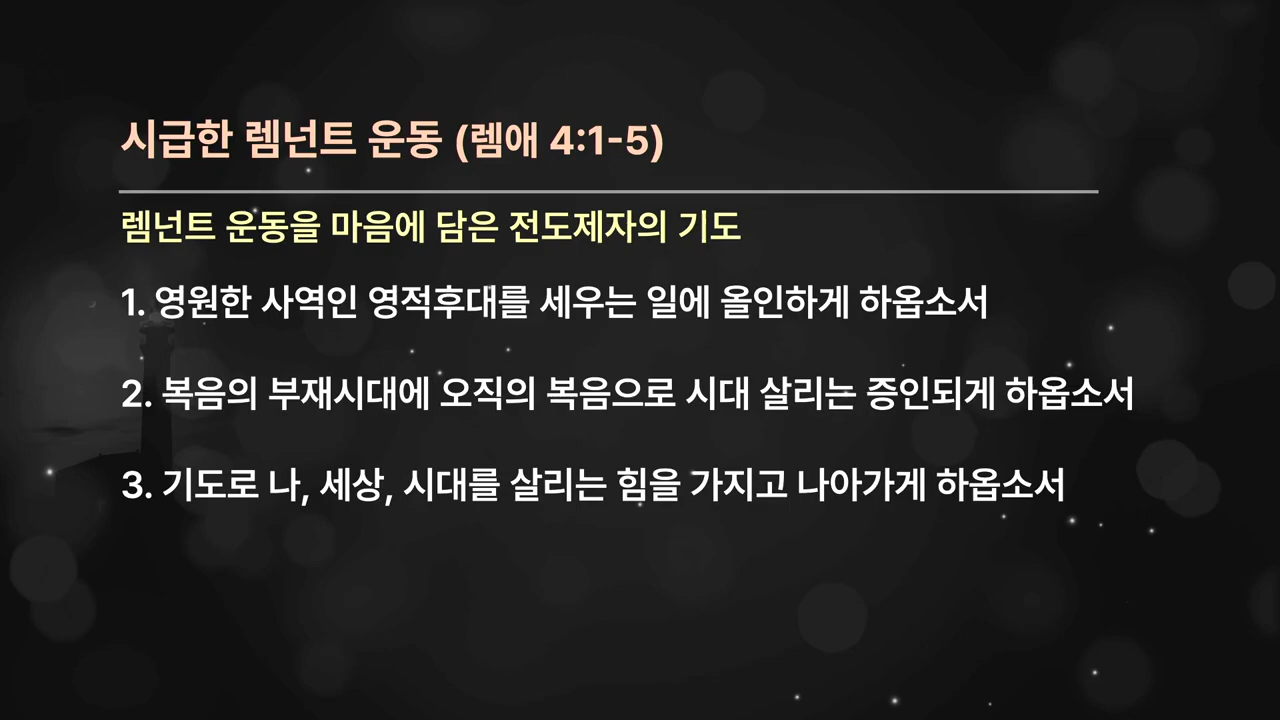 시급한 렘넌트 운동 (렘애 4:1-5)
렘넌트 운동을 마음에 담은 전도제자의 기도
1. 영원한 사역인 영적후대를 세우는 일에 올인하게 하옵소서
2. 복음의 부재시대에 오직의 복음으로 시대 살리는 증인되게 하옵소서
3. 기도로 나, 세상, 시대를 살리는 힘을 가지고 나아가게 하옵소서